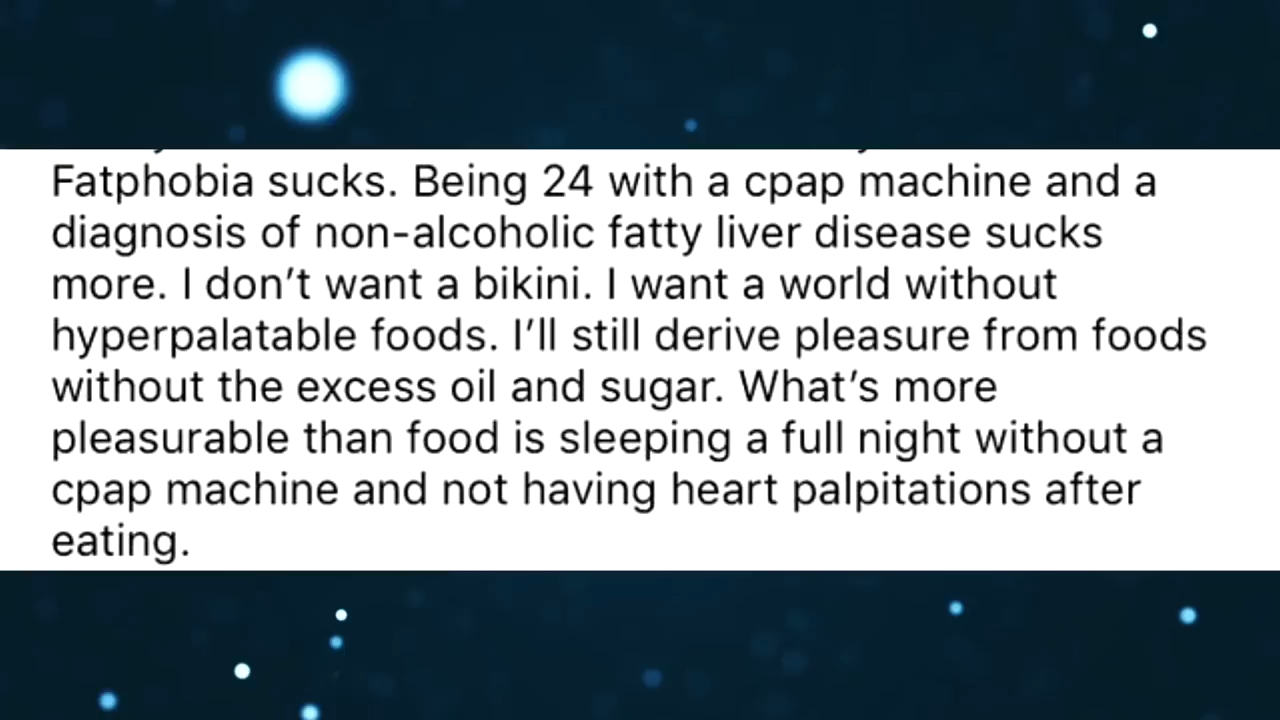 Fatphobia sucks. Being 24 with a cpap machine and a
diagnosis of non-alcoholic fatty liver disease sucks
more. I don’t want a bikini. I want a world without
hyperpalatable foods. I’ll still derive pleasure from foods
without the excess oil and sugar. What’s more
pleasurable than food is sleeping a full night without a
cpap machine and not having heart palpitations after
eating.